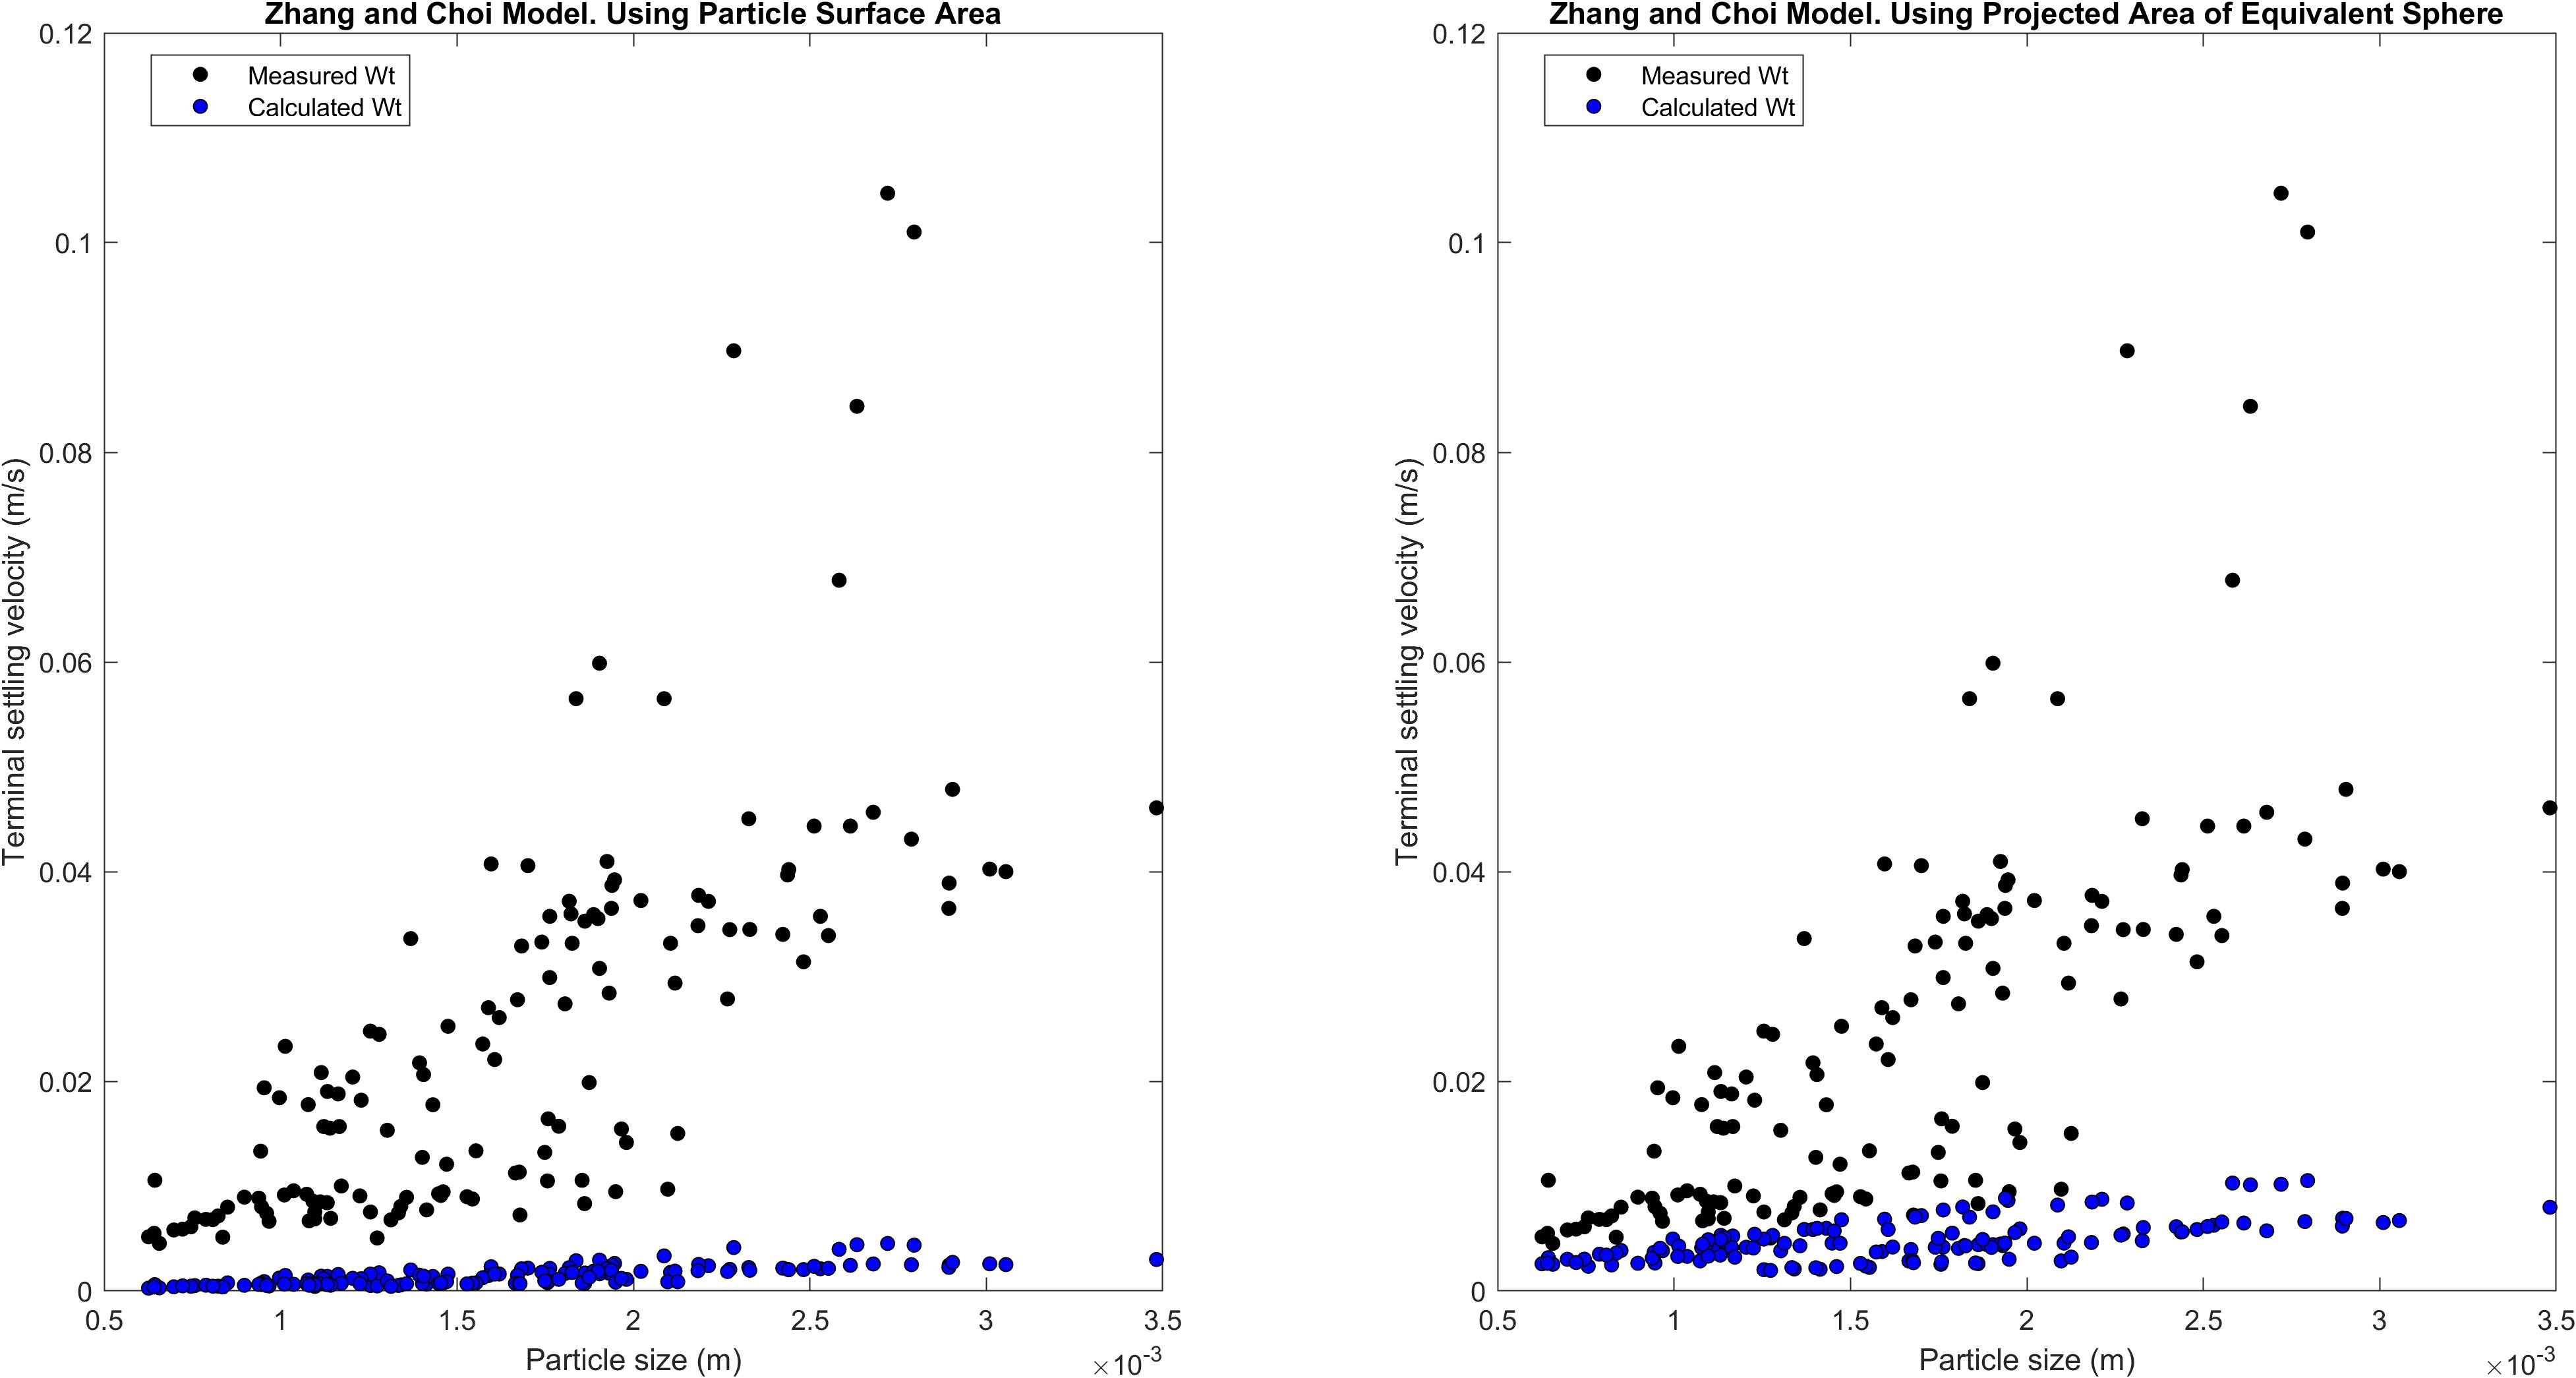 Zhang and Choi Model. Using Particle Surface Area
0.12
0.1
0.08
0.06
0.04
0.02
0
Terminal settling velocity (m/s)
Measured Wt
Calculated Wt
0.5 1 1.5 2 2.5 3 3.5
Particle size (m)
×10-3
Zhang and Choi Model. Using Projected Area of Equivalent Sphere
0.12
0.1
0.08
0.06
0.04
0.02
0
Terminal settling velocity (m/s)
Measured Wt
Calculated Wt
0.5 1 1.5 2 2.5 3 3.5
Particle size (m)
×10-3